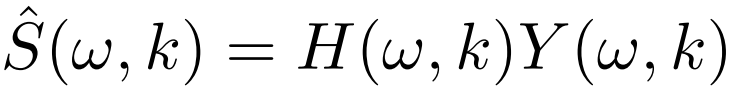 Ŝ(ω, k) = H(ω, k)Y(ω, k)